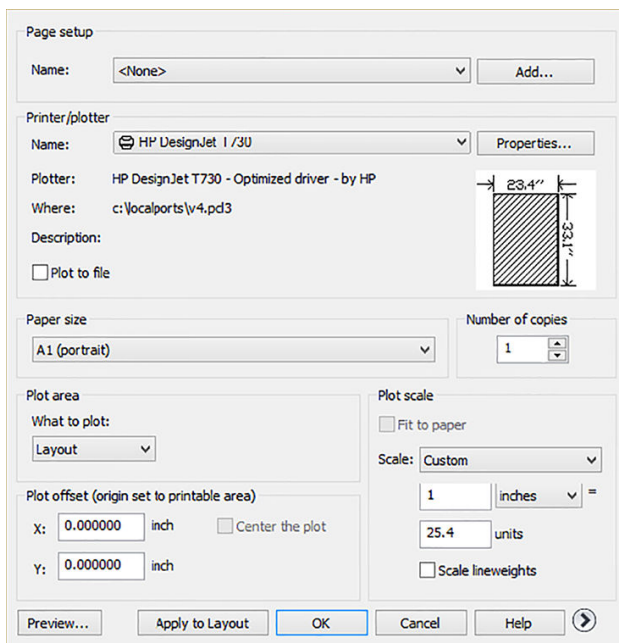 Page setup
Name: <None> Add...
Printer/plotter
Name: HP DesignJet T730 Properties...
Plotter: HP DesignJet T730 - Optimized driver - by HP
Where: c:\localports\v4.pcl3
Description:
Plot to file
23.4''
33.1''
Paper size
A1 (portrait)
Number of copies
1
Plot area
What to plot:
Layout
Plot offset (origin set to printable area)
X: 0.000000 inch Center the plot
Y: 0.000000 inch
Plot scale
Fit to paper
Scale: Custom
1 inches =
25.4 units
Scale lineweights
Preview... Apply to Layout OK Cancel Help